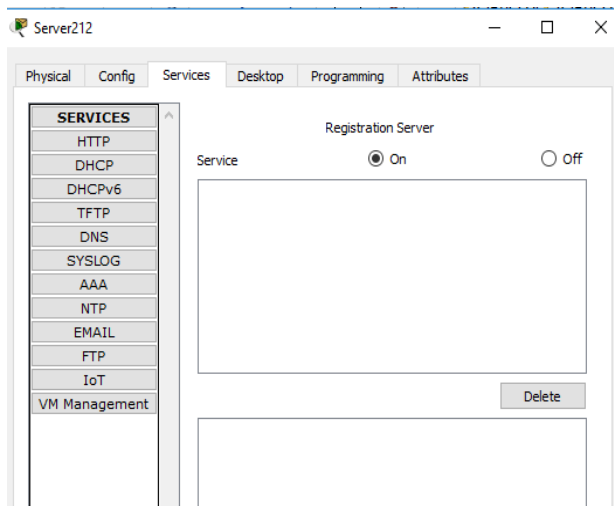 Server212
Physical Config Services Desktop Programming Attributes
SERVICES
HTTP
DHCP
DHCPv6
TFTP
DNS
SYSLOG
AAA
NTP
EMAIL
FTP
IoT
VM Management
Registration Server
Service On Off
Delete